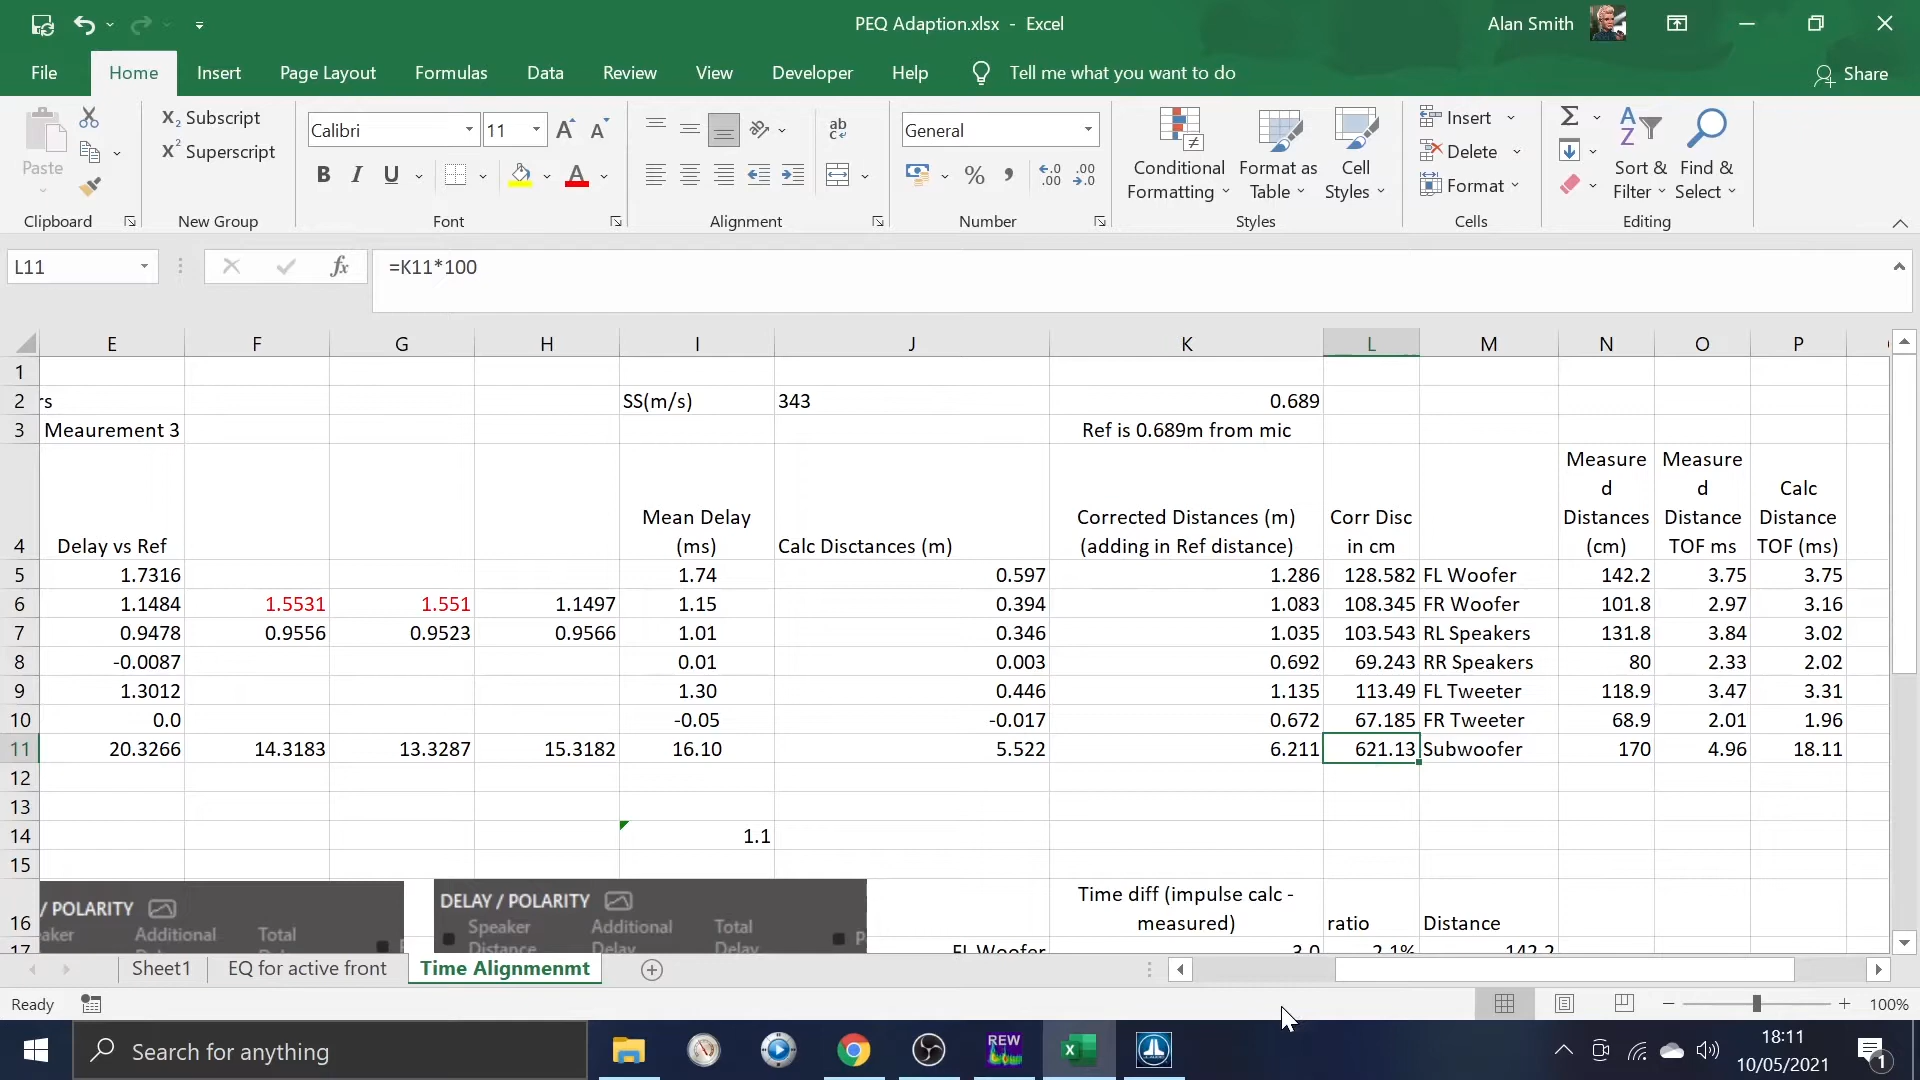 PEQ Adaption.xlsx - Excel
Alan Smith
File Home Insert Page Layout Formulas Data Review View Developer Help Tell me what you want to do Share
Paste
X₂ Subscript
X² Superscript
Calibri 11
General
Conditional Formatting
Format as Table
Cell Styles
Insert
Delete
Format
Sort & Filter
Find & Select
Clipboard New Group Font Alignment Number Styles Cells Editing
L11 fx =K11*100
E F G H I J K L M N O P
1
2 rs SS(m/s) 343 0.689
3 Meaurement 3 Ref is 0.689m from mic
4 Delay vs Ref Mean Delay (ms) Calc Disctances (m) Corrected Distances (m) (adding in Ref distance) Corr Disc in cm Measured Distances (cm) Measured Distance TOF ms Calc Distance TOF (ms)
5 1.7316 1.74 0.597 1.286 128.582 FL Woofer 142.2 3.75 3.75
6 1.1484 1.5531 1.551 1.1497 1.15 0.394 1.083 108.345 FR Woofer 101.8 2.97 3.16
7 0.9478 0.9556 0.9523 0.9566 1.01 0.346 1.035 103.543 RL Speakers 131.8 3.84 3.02
8 -0.0087 0.01 0.003 0.692 69.243 RR Speakers 80 2.33 2.02
9 1.3012 1.30 0.446 1.135 113.49 FL Tweeter 118.9 3.47 3.31
10 0.0 -0.05 -0.017 0.672 67.185 FR Tweeter 68.9 2.01 1.96
11 20.3266 14.3183 13.3287 15.3182 16.10 5.522 6.211 621.13 Subwoofer 170 4.96 18.11
12
13
14 1.1
15
16 Time diff (impulse calc - measured) ratio Distance
/ POLARITY
aker Additional Total
DELAY / POLARITY
Speaker Distance Additional Delay Total Delay
17 FL Woofer 3.0 2.1% 142.2
Sheet1 EQ for active front Time Alignmenmt
Ready 100%
Search for anything
REW
18:11
10/05/2021
1